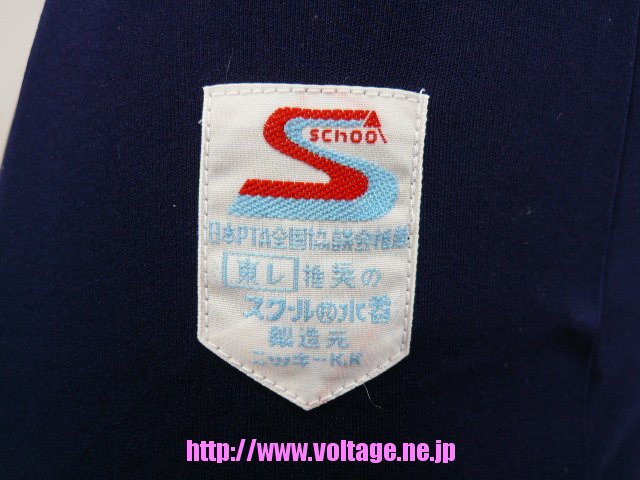 SCHOOL
日本PTA全国協議会推薦
東レ 推奨の
スクール㊌水着
製造元
ニッキーK.K
http://www.voltage.ne.jp